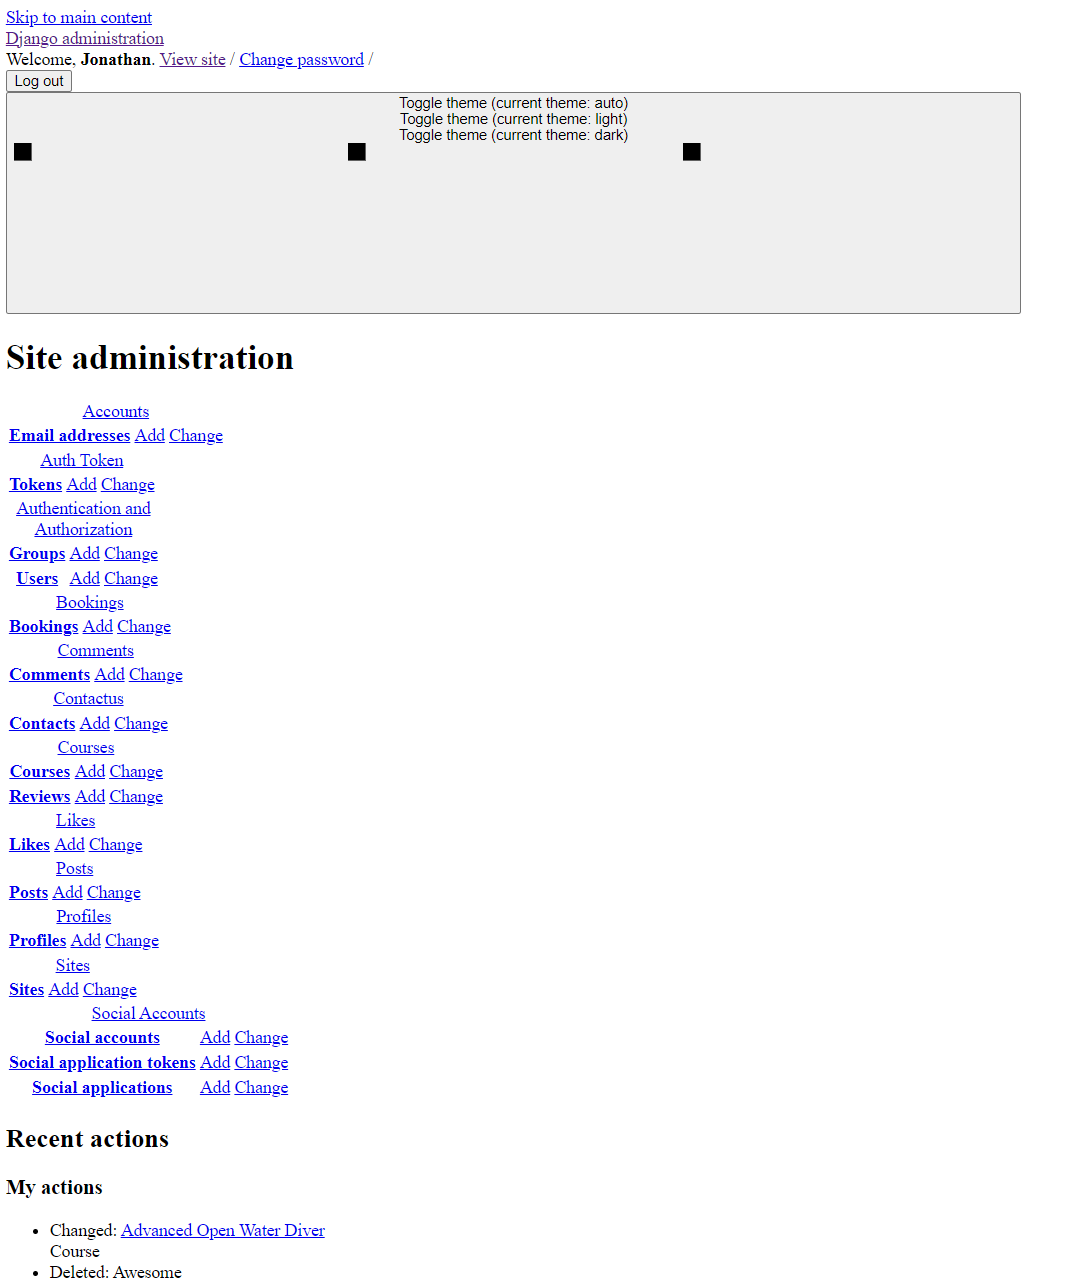 Skip to main content
Django administration
Welcome, Jonathan. View site / Change password /
Log out
Toggle theme (current theme: auto)
Toggle theme (current theme: light)
Toggle theme (current theme: dark)
Site administration
Accounts
Email addresses Add Change
Auth Token
Tokens Add Change
Authentication and
Authorization
Groups Add Change
Users Add Change
Bookings
Bookings Add Change
Comments
Comments Add Change
Contactus
Contacts Add Change
Courses
Courses Add Change
Reviews Add Change
Likes
Likes Add Change
Posts
Posts Add Change
Profiles
Profiles Add Change
Sites
Sites Add Change
Social Accounts
Social accounts Add Change
Social application tokens Add Change
Social applications Add Change
Recent actions
My actions
• Changed: Advanced Open Water Diver
Course
• Deleted: Awesome